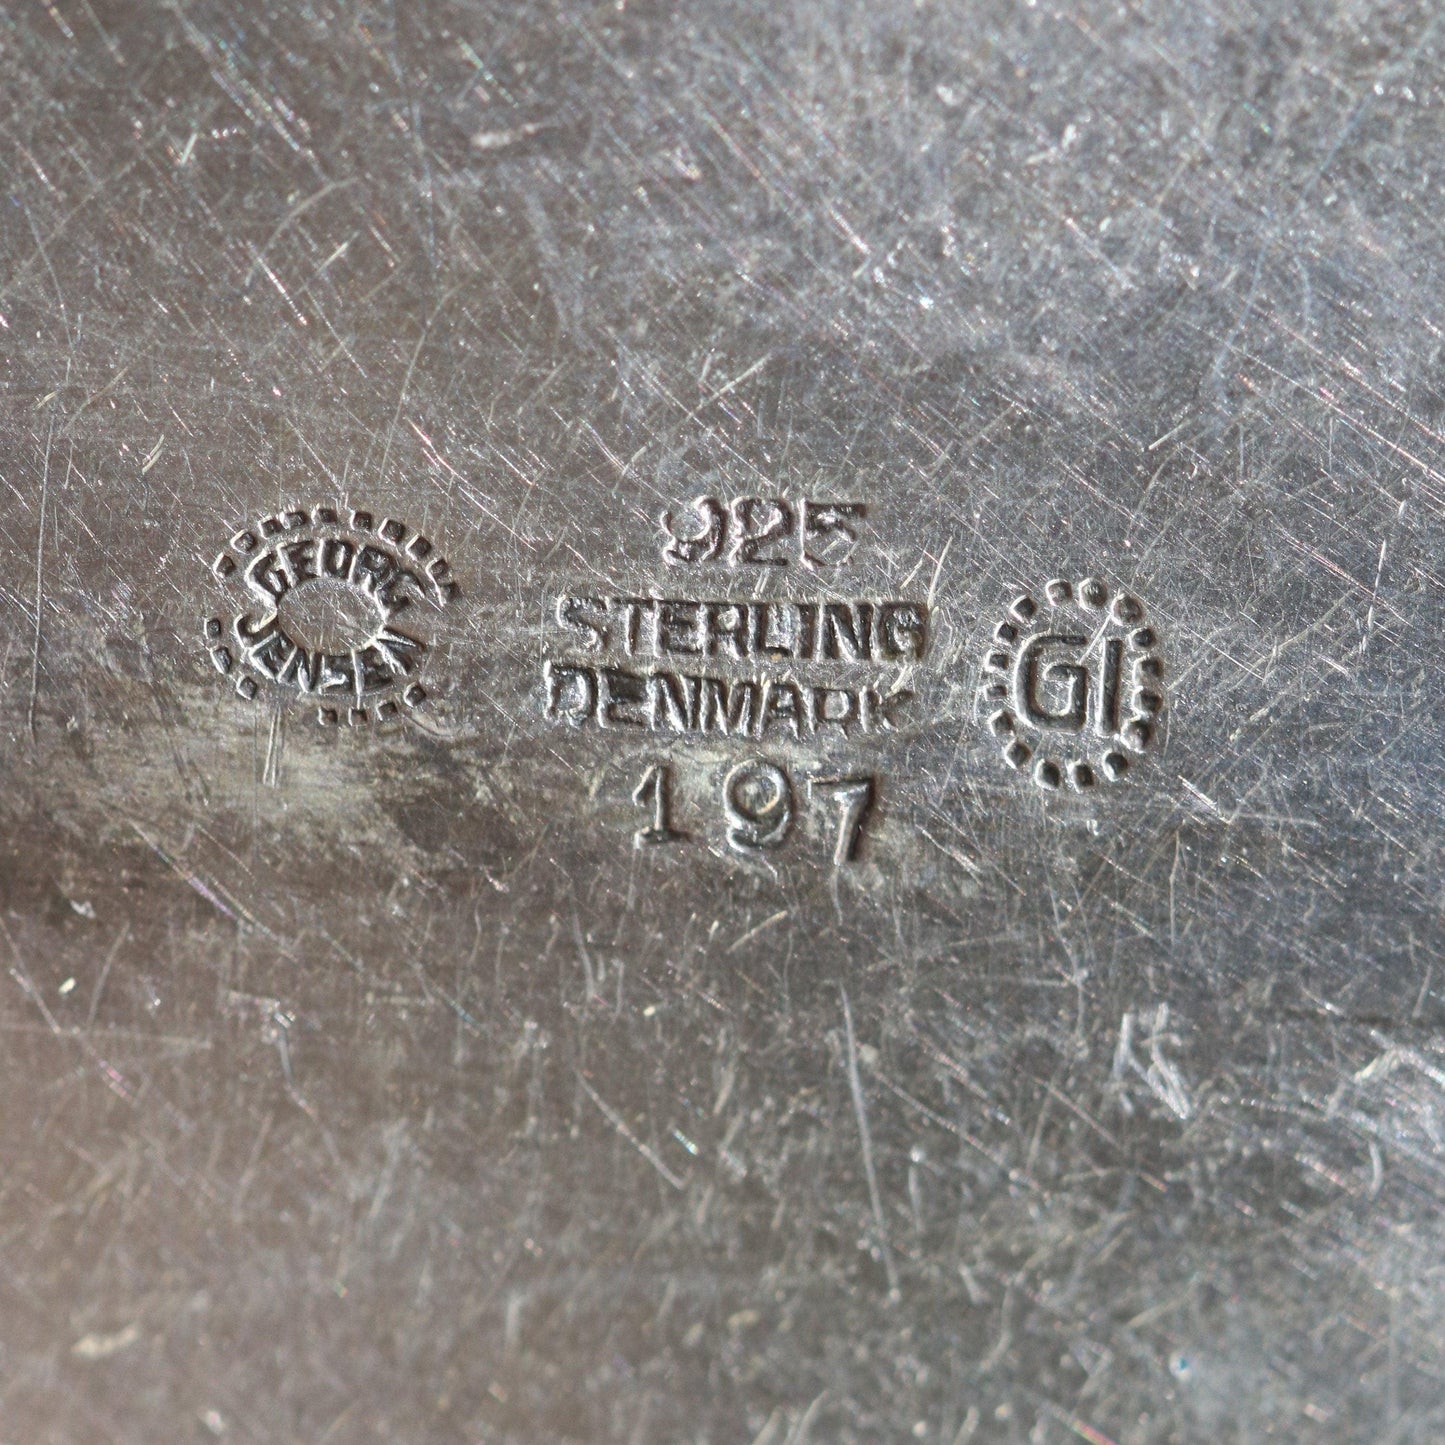 GEORG
JENSEN
925
STERLING
DENMARK
197
GI